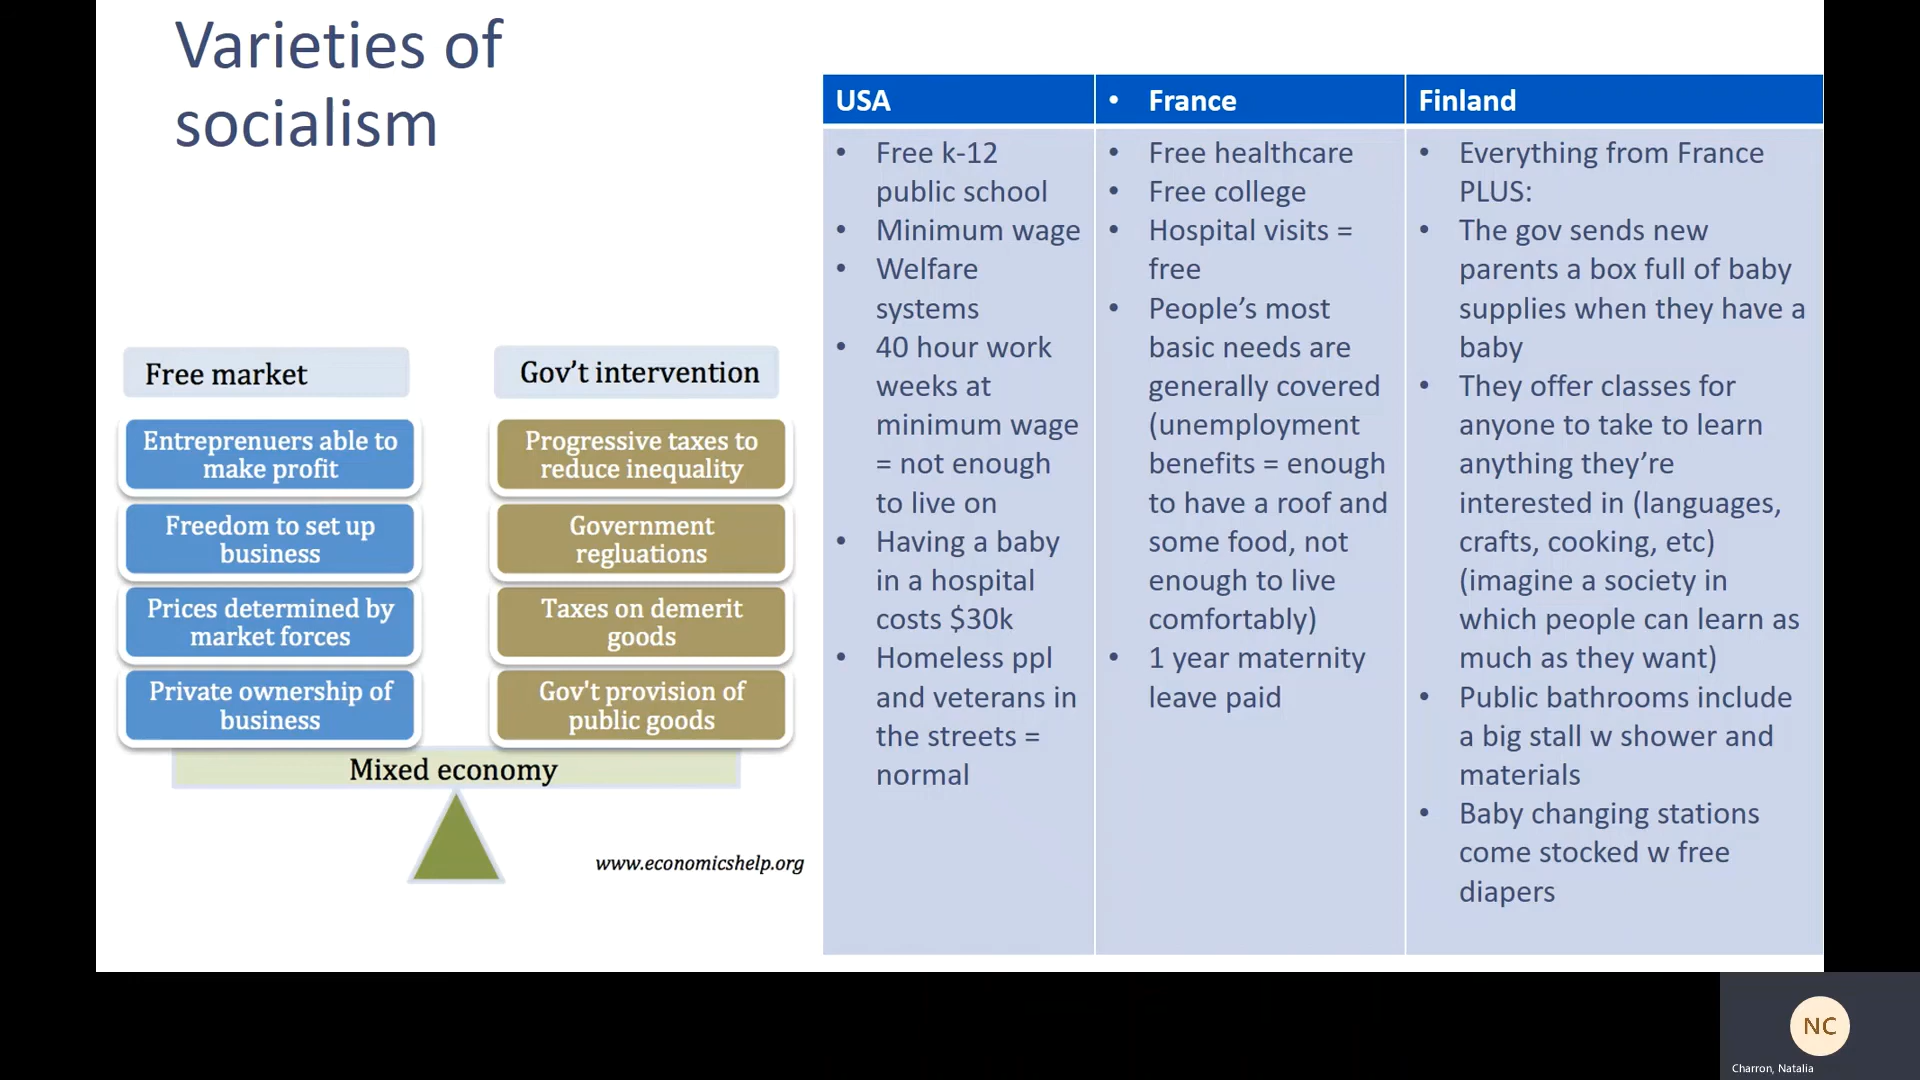 Varieties of
socialism
Free market
Gov't intervention
Entreprenuers able to
make profit
Progressive taxes to
reduce inequality
Freedom to set up
business
Government
regluations
Prices determined by
market forces
Taxes on demerit
goods
Private ownership of
business
Gov't provision of
public goods
Mixed economy
www.economicshelp.org
USA
• Free k-12
public school
• Minimum wage
• Welfare
systems
• 40 hour work
weeks at
minimum wage
= not enough
to live on
• Having a baby
in a hospital
costs $30k
• Homeless ppl
and veterans in
the streets =
normal
• France
• Free healthcare
• Free college
• Hospital visits =
free
• People's most
basic needs are
generally covered
(unemployment
benefits = enough
to have a roof and
some food, not
enough to live
comfortably)
• 1 year maternity
leave paid
Finland
• Everything from France
PLUS:
• The gov sends new
parents a box full of baby
supplies when they have a
baby
• They offer classes for
anyone to take to learn
anything they're
interested in (languages,
crafts, cooking, etc)
(imagine a society in
which people can learn as
much as they want)
• Public bathrooms include
a big stall w shower and
materials
• Baby changing stations
come stocked w free
diapers
NC
Charron, Natalia